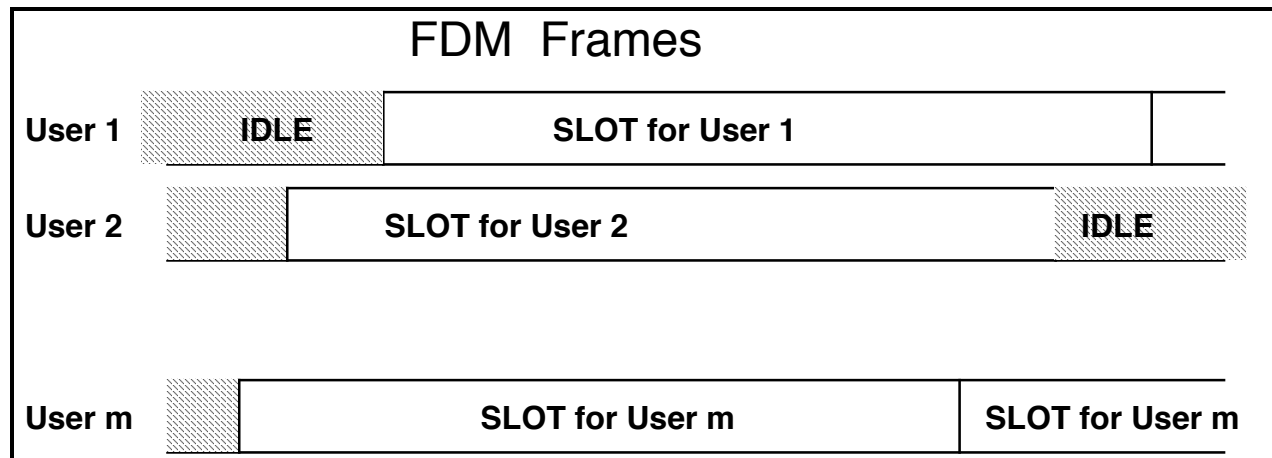 FDM Frames
User 1 IDLE SLOT for User 1
User 2 SLOT for User 2 IDLE
User m SLOT for User m SLOT for User m